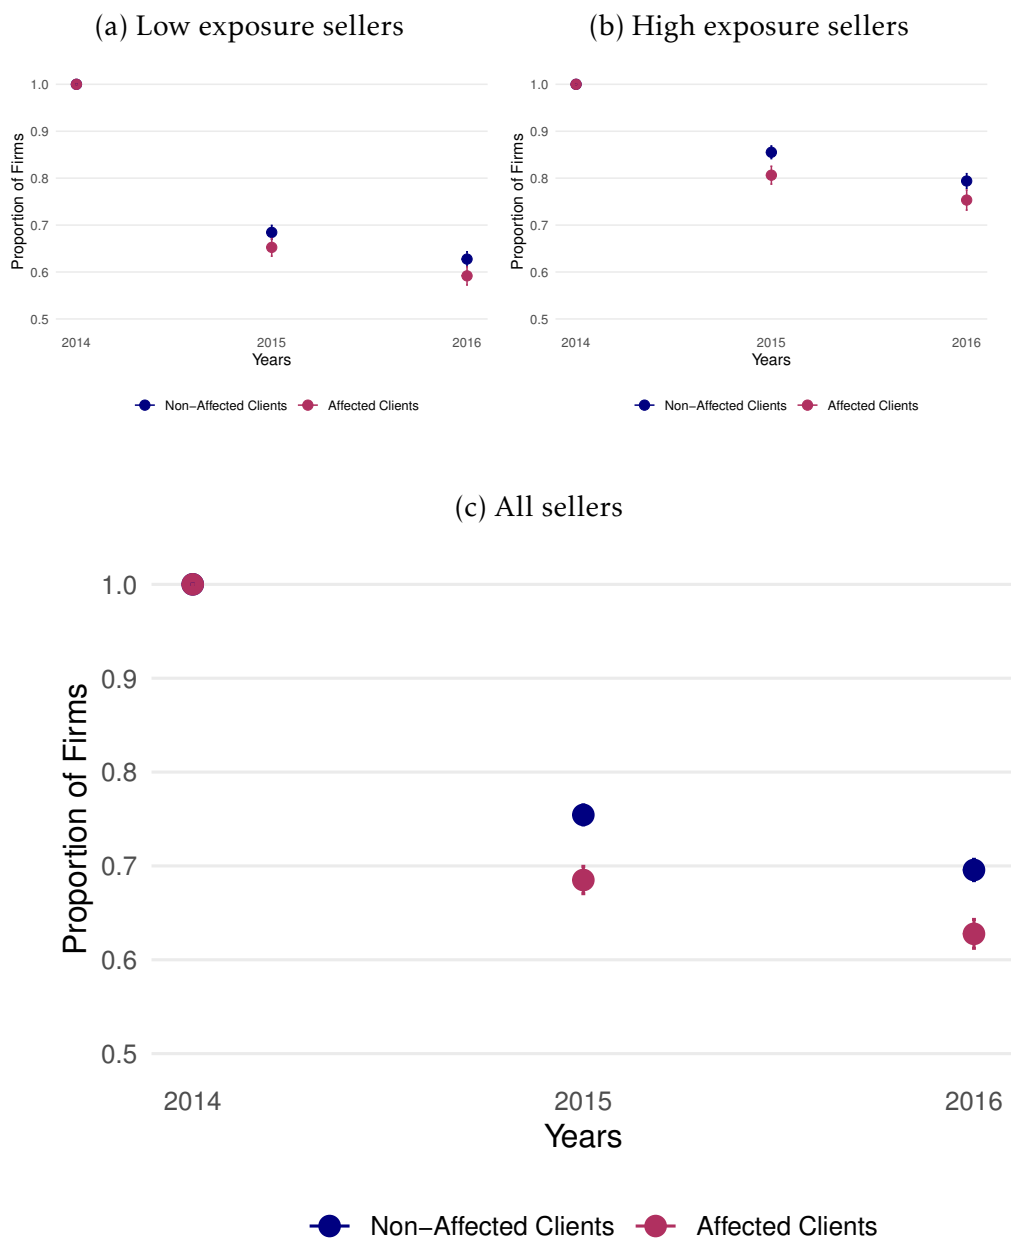 (a) Low exposure sellers
1.0
0.9
0.8
0.7
0.6
0.5
Proportion of Firms
2014 2015 2016
Years
Non−Affected Clients Affected Clients
(b) High exposure sellers
1.0
0.9
0.8
0.7
0.6
0.5
Proportion of Firms
2014 2015 2016
Years
Non−Affected Clients Affected Clients
(c) All sellers
1.0
0.9
0.8
0.7
0.6
0.5
Proportion of Firms
2014 2015 2016
Years
Non−Affected Clients Affected Clients